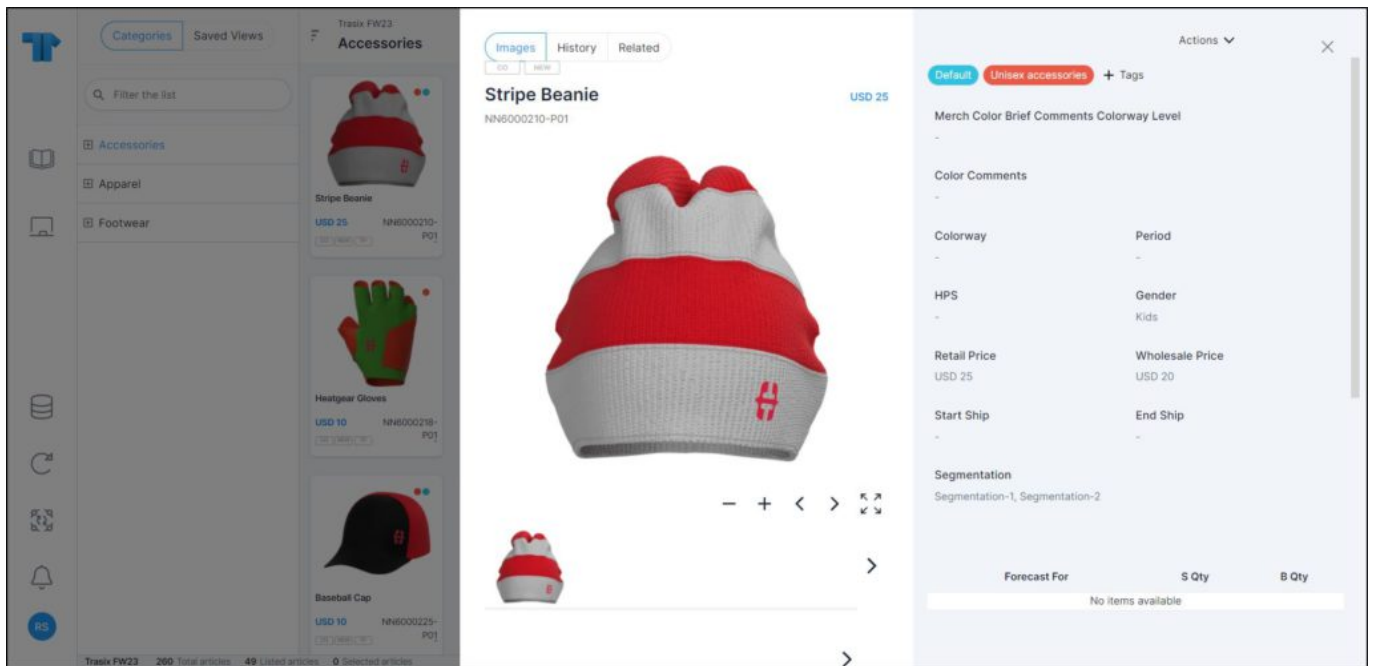 Categories
Saved Views
Filter the list
Accessories
Apparel
Footwear
RS
Trasix FW23
Accessories
Stripe Beanie
USD 25 NN6000210-
P01
Heatgear Gloves
USD 10 NN6000218-
P01
Baseball Cap
USD 10 NN6000225-
P01
Trasix FW23 260 Total articles 49 Listed articles 0 Selected articles
Images History Related
CO NEW
Stripe Beanie USD 25
NN6000210-P01
Actions
Default Unisex accessories + Tags
Merch Color Brief Comments Colorway Level
-
Color Comments
-
Colorway Period
- -
HPS Gender
- Kids
Retail Price Wholesale Price
USD 25 USD 20
Start Ship End Ship
- -
Segmentation
Segmentation-1, Segmentation-2
Forecast For S Qty B Qty
No items available